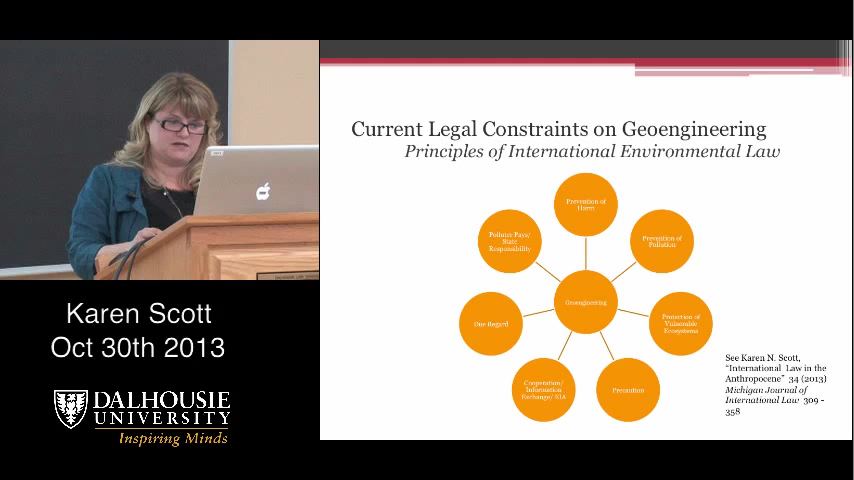 Current Legal Constraints on Geoengineering
Principles of International Environmental Law
Prevention of
Harm
Prevention of
Pollution
Protection of
Vulnerable
Ecosystems
Precaution
Cooperation/
Information
Exchange/ EIA
Due Regard
Polluter Pays/
State
Responsibility
Geoengineering
See Karen N. Scott,
“International Law in the
Anthropocene” 34 (2013)
Michigan Journal of
International Law 309 -
358
Karen Scott
Oct 30th 2013
DALHOUSIE
UNIVERSITY
Inspiring Minds